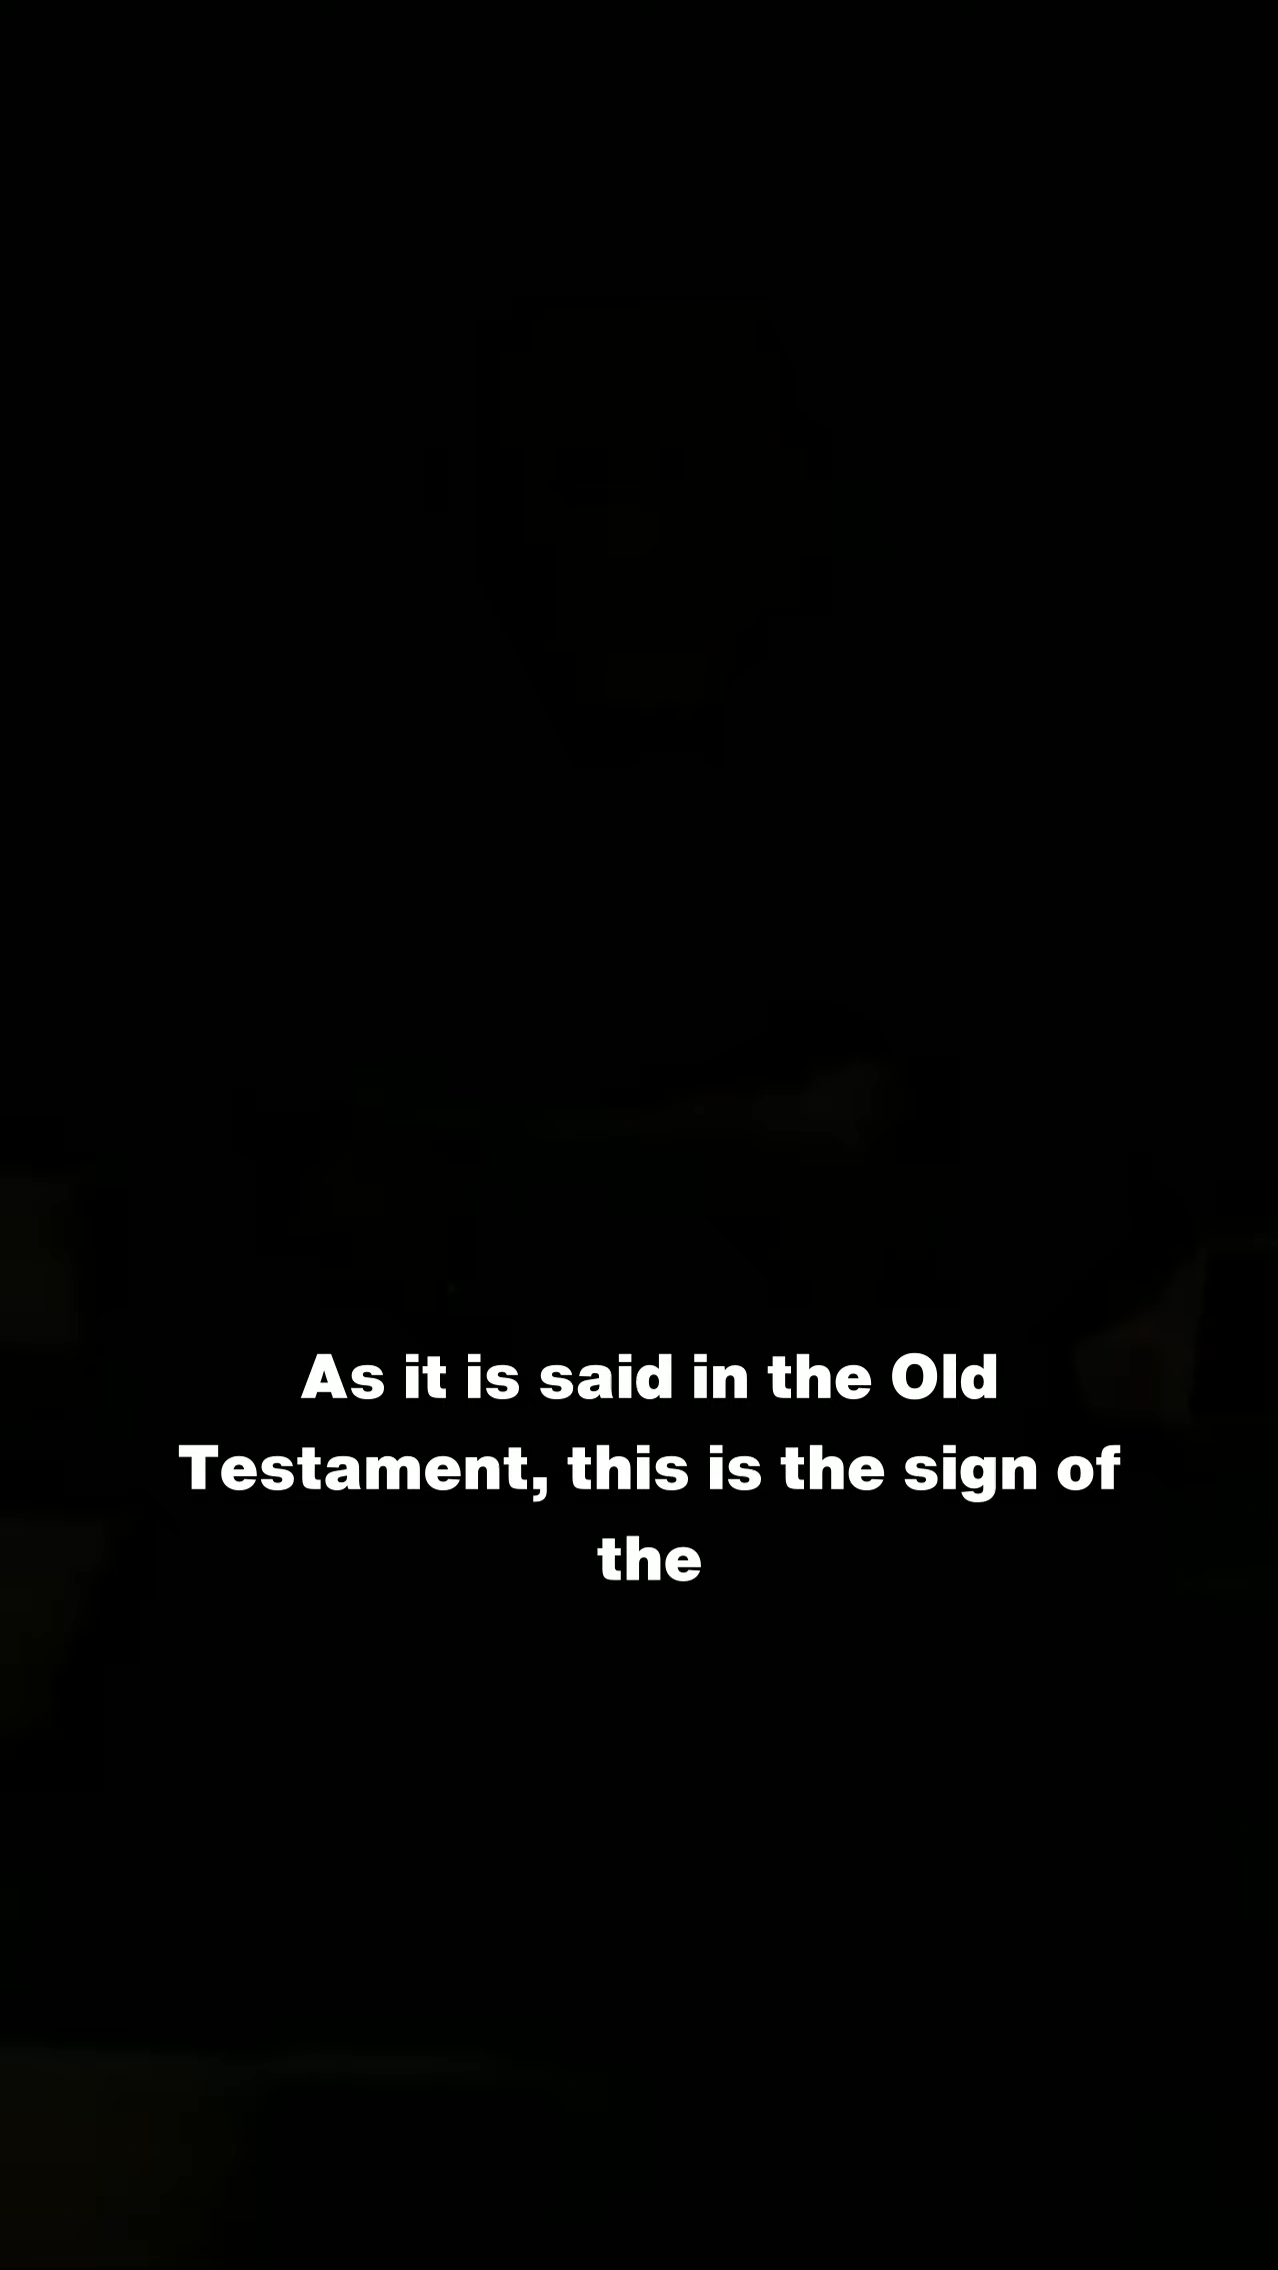 As it is said in the Old
Testament, this is the sign of
the